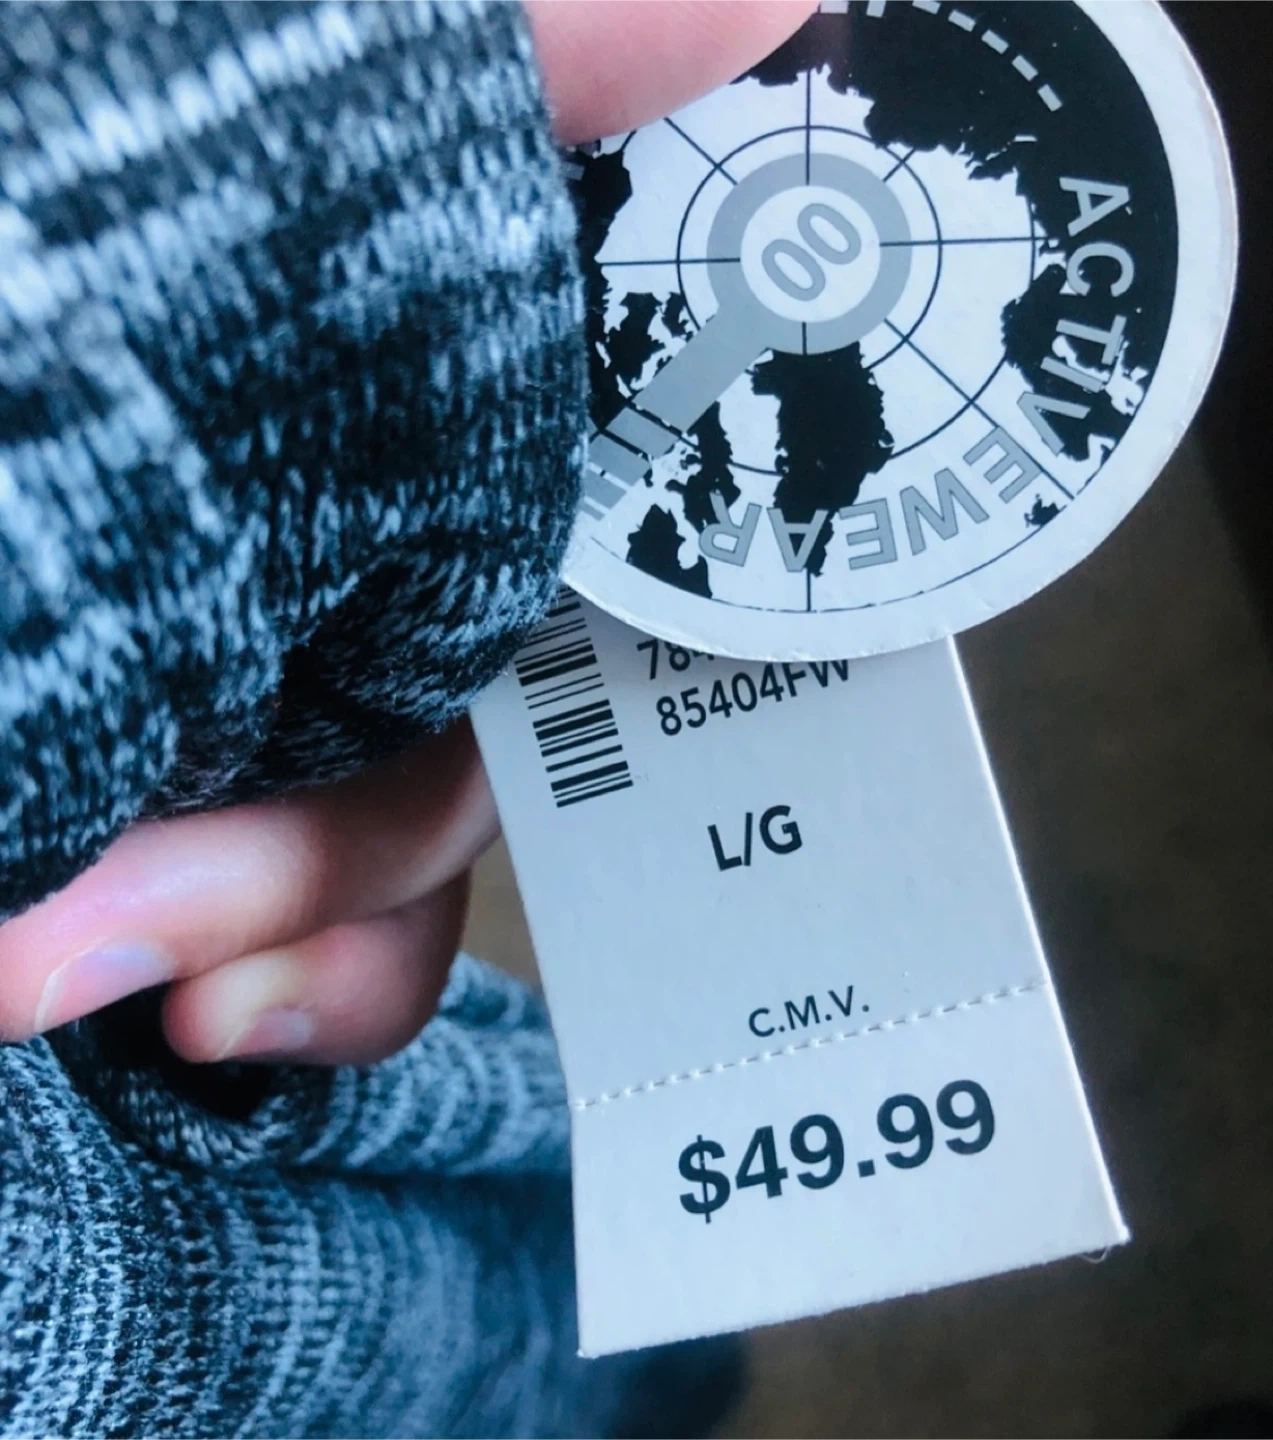 00
ACTIVEWEAR
85404FW
L/G
C.M.V.
$49.99